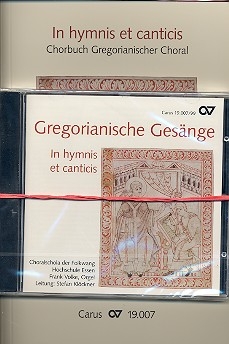 In hymnis et canticis
Chorbuch Gregorianischer Choral
Carus 19.007/99
Gregorianische Gesänge
In hymnis
et canticis
Choralschola der Folkwang
Hochschule Essen
Frank Volke, Orgel
Leitung: Stefan Klöckner
Carus 19.007